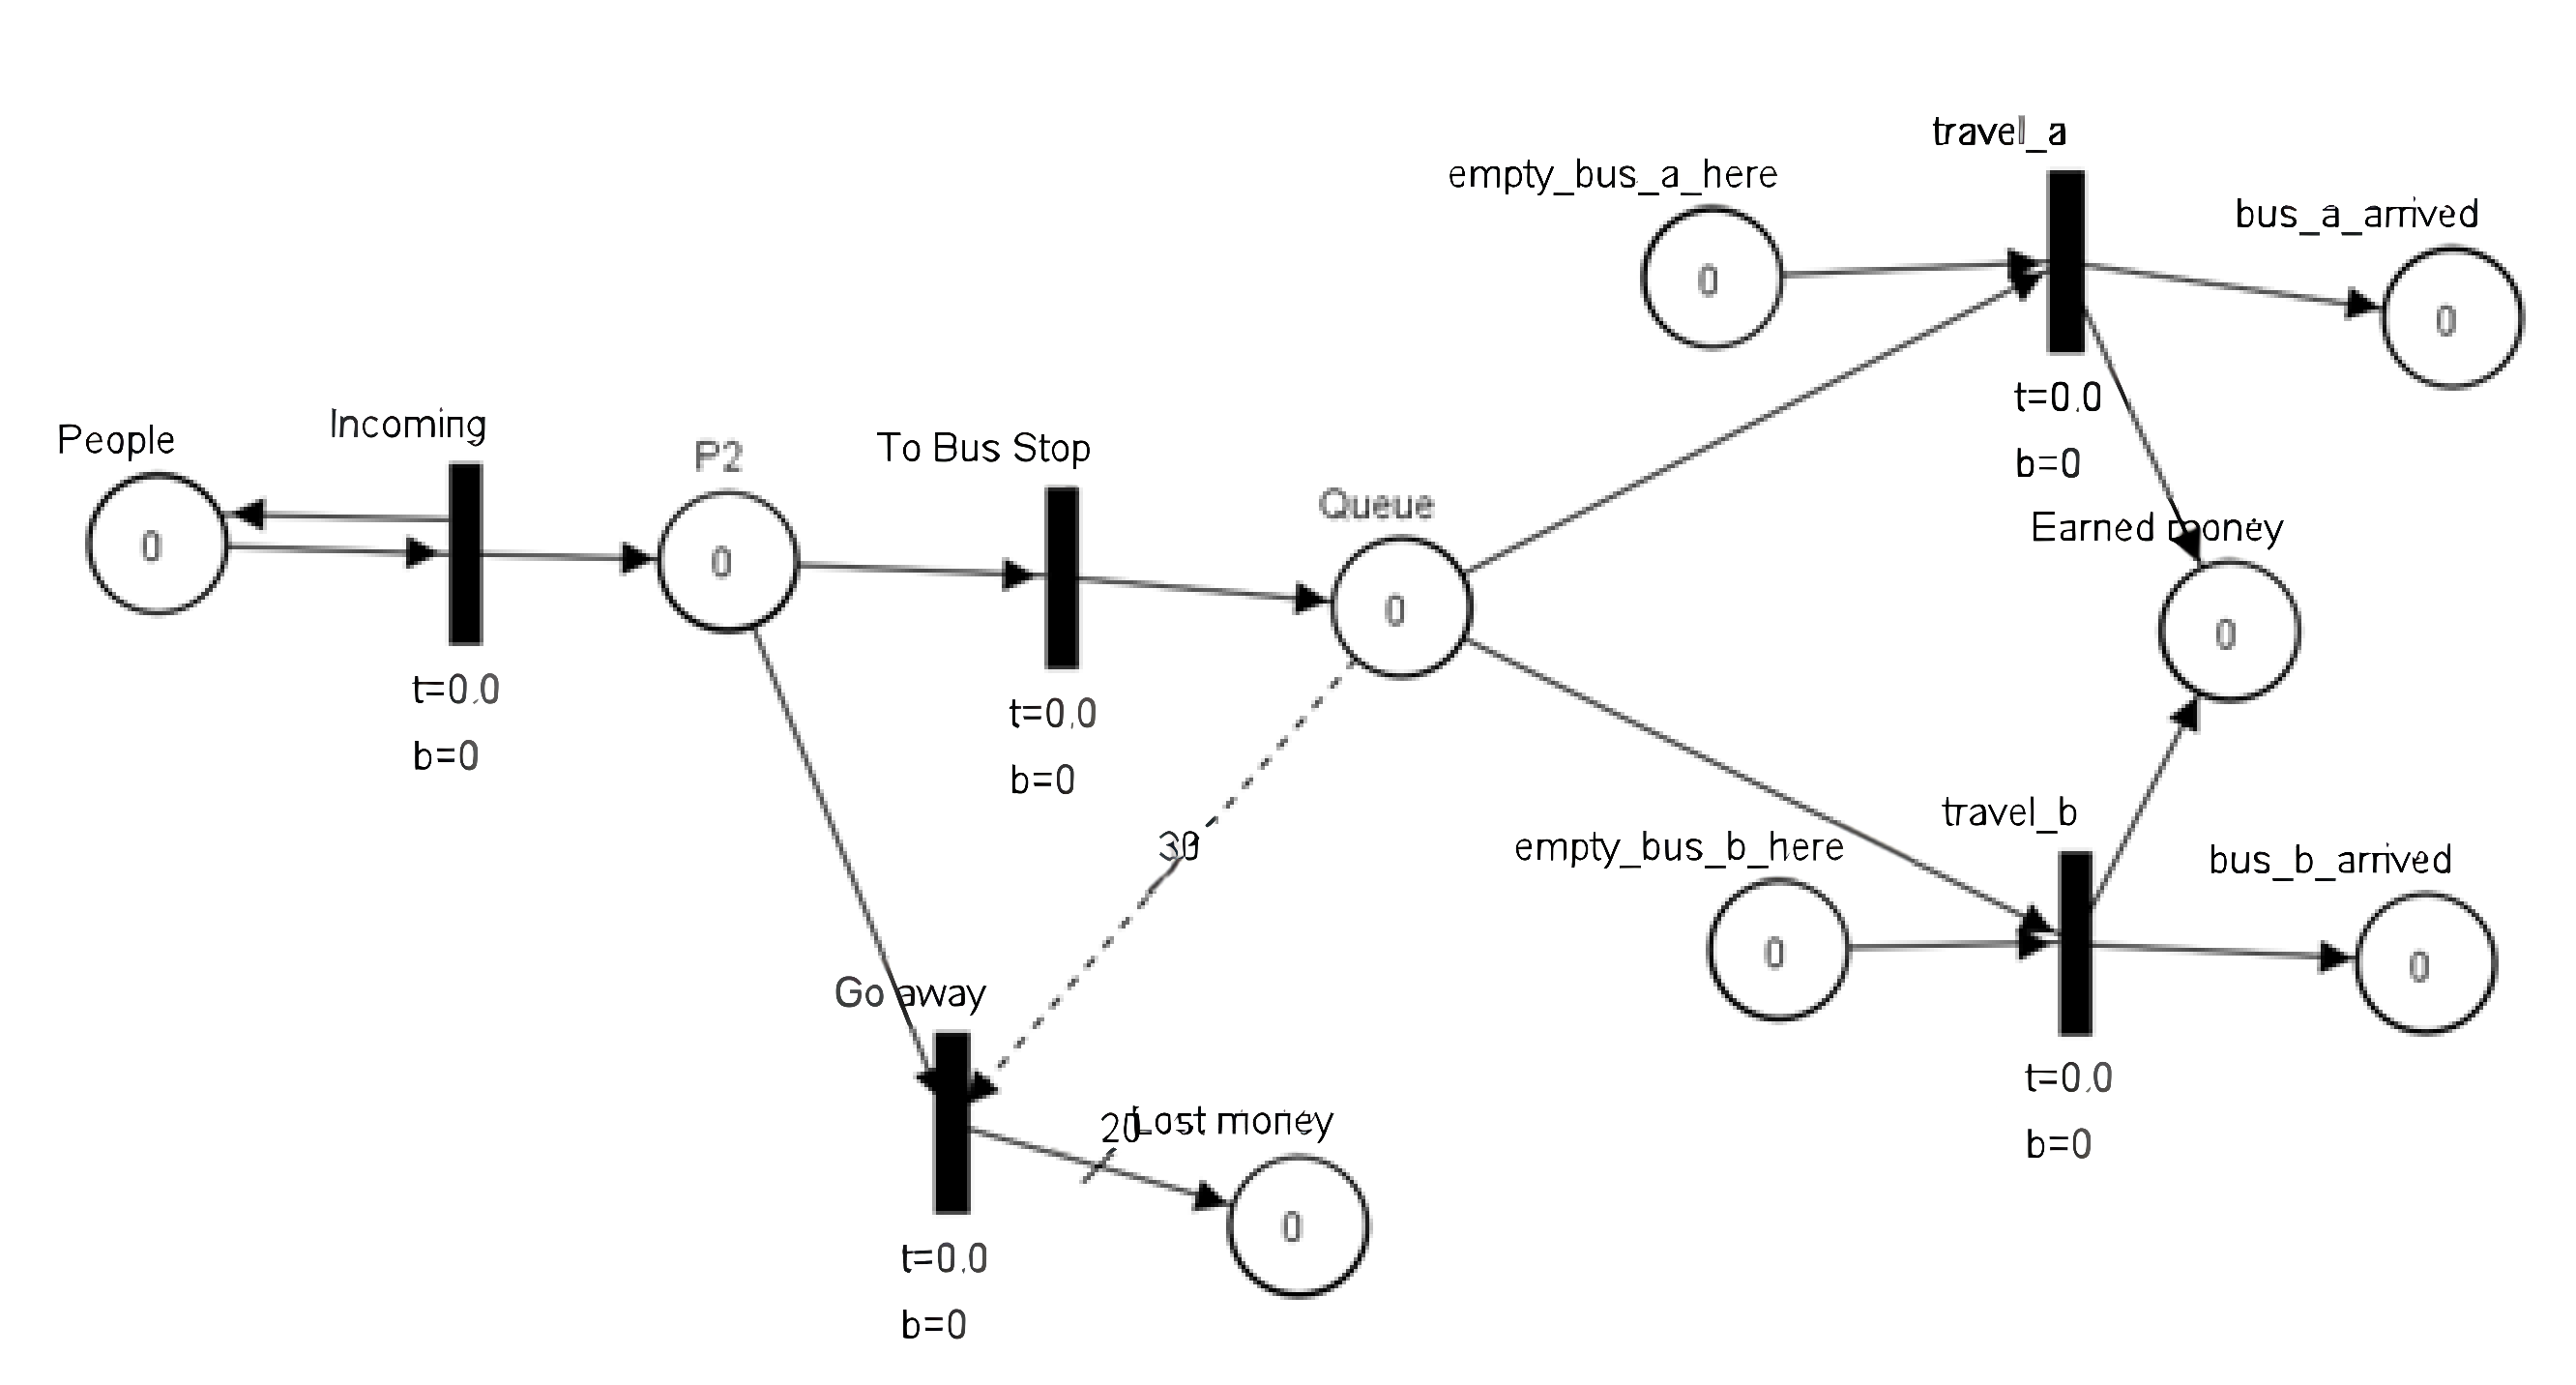 travel_a
empty_bus_a_here
bus_a_arrived
0
0
t=0.0
b=0
People
Incoming
P2
To Bus Stop
Queue
Earned money
0
0
0
0
t=0.0
b=0
t=0.0
b=0
30
travel_b
empty_bus_b_here
bus_b_arrived
0
0
t=0.0
b=0
Go away
20
Lost money
0
t=0.0
b=0